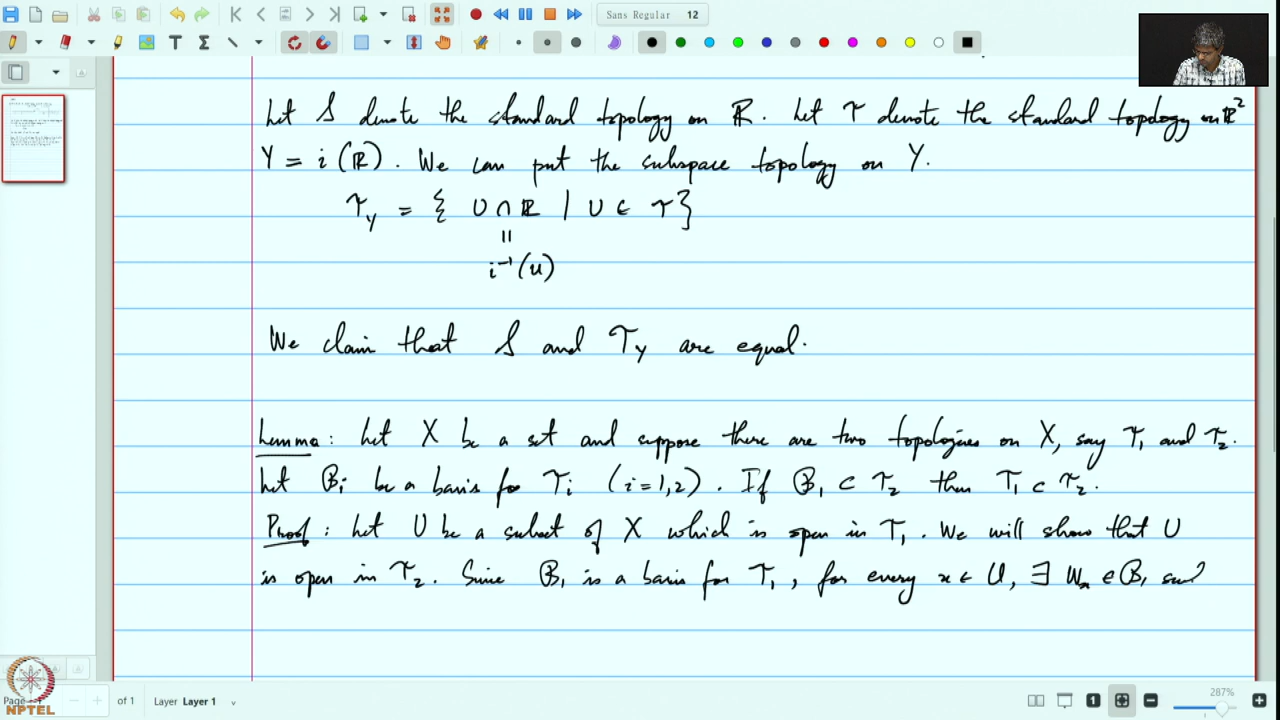 Sans Regular 12
Let S denote the standard topology on ℝ. Let τ denote the standard topology on ℝ²
Y = i(ℝ). We can put the subspace topology on Y.
τ_Y = { U ∩ ℝ | U ∈ τ}
=
i⁻¹(u)
We claim that S and τ_Y are equal.
Lemma: Let X be a set and suppose there are two topologies on X, say τ₁ and τ₂.
Let B_i be a basis for τ_i (i=1,2). If B₁ ⊂ τ₂ then τ₁ ⊂ τ₂.
Proof: Let U be a subset of X which is open in τ₁. We will show that U
is open in τ₂. Since B₁ is a basis for τ₁, for every x ∈ U, ∃ W_x ∈ B₁ such
287%
Page of 1 Layer Layer 1
NPTEL